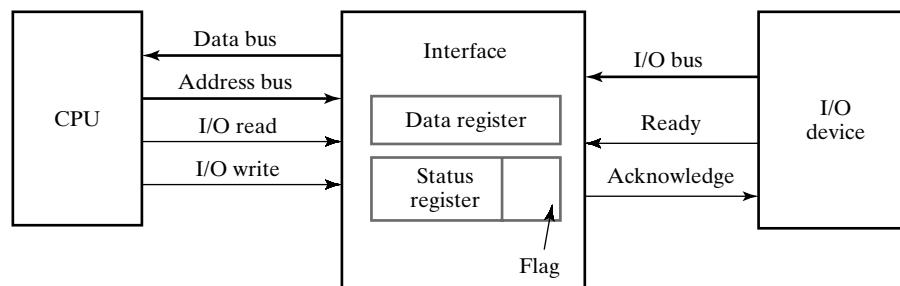 Data bus
Address bus
I/O read
I/O write
CPU
Interface
Data register
Status
register
Flag
I/O bus
Ready
Acknowledge
I/O
device